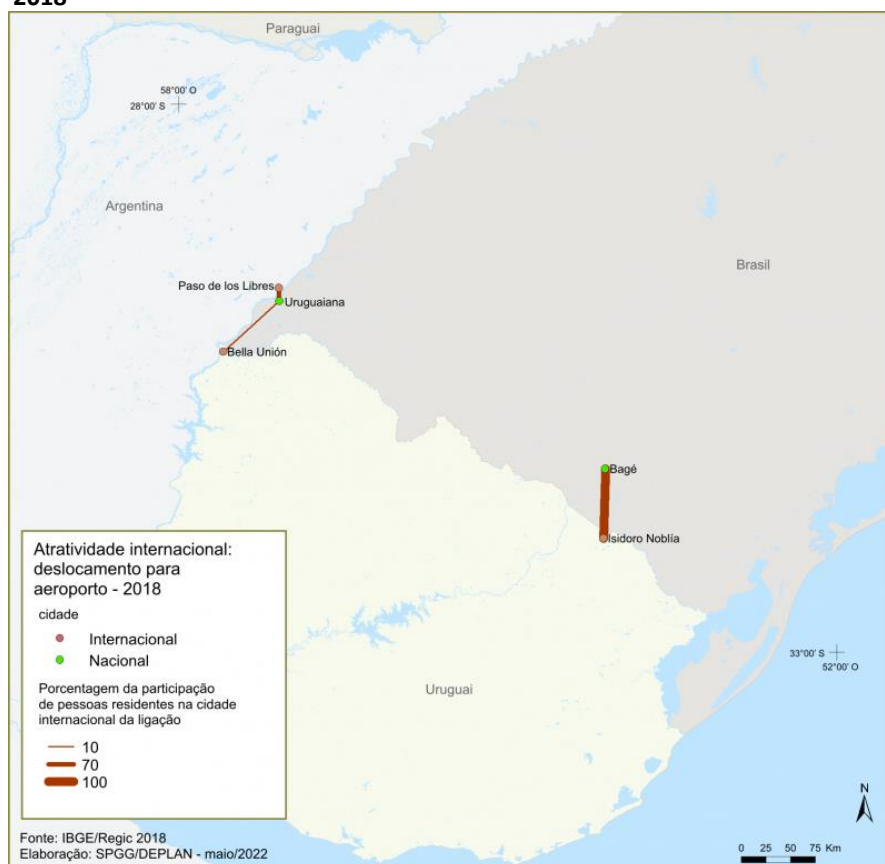 2018
Paraguai
58°00' O
28°00' S
Argentina
Brasil
Paso de los Libres
Uruguaiana
Bella Unión
Bagé
Isidoro Noblía
Atratividade internacional:
deslocamento para
aeroporto - 2018
cidade
Internacional
Nacional
Porcentagem da participação
de pessoas residentes na cidade
internacional da ligação
10
70
100
33°00' S
52°00' O
Uruguai
N
Fonte: IBGE/Regic 2018
Elaboração: SPGG/DEPLAN - maio/2022
0 25 50 75 Km